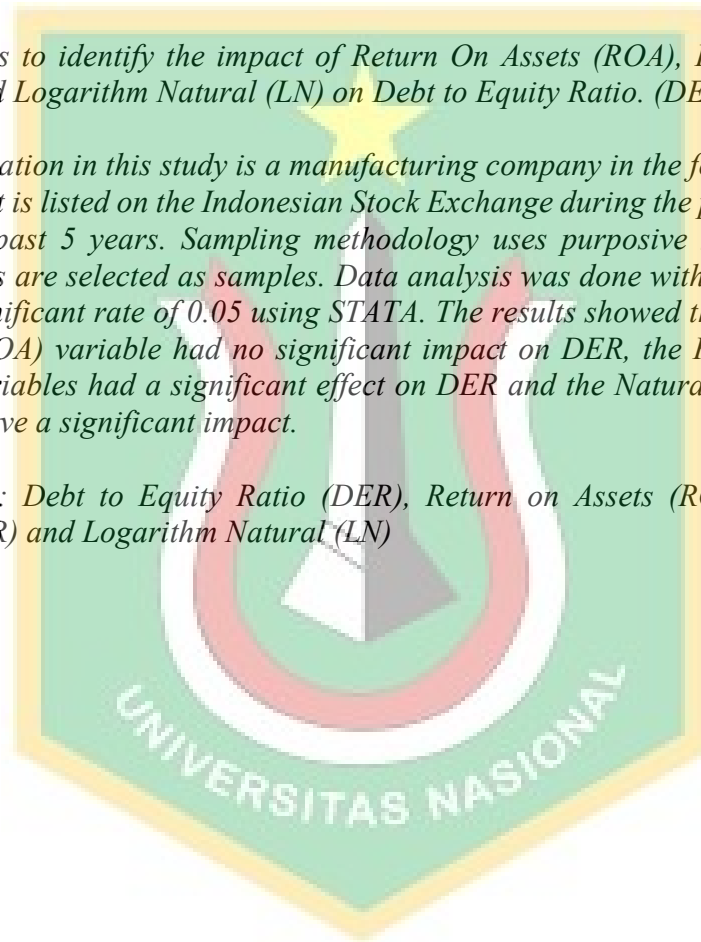 s to identify the impact of Return On Assets (ROA),
d Logarithm Natural (LN) on Debt to Equity Ratio. (DE
ation in this study is a manufacturing company in the f
t is listed on the Indonesian Stock Exchange during the p
past 5 years. Sampling methodology uses purposive
s are selected as samples. Data analysis was done with
nificant rate of 0.05 using STATA. The results showed th
OA) variable had no significant impact on DER, the
riables had a significant effect on DER and the Natural
ve a significant impact.
: Debt to Equity Ratio (DER), Return on Assets (RO
R) and Logarithm Natural (LN)
UNIVERSITAS NASIONAL